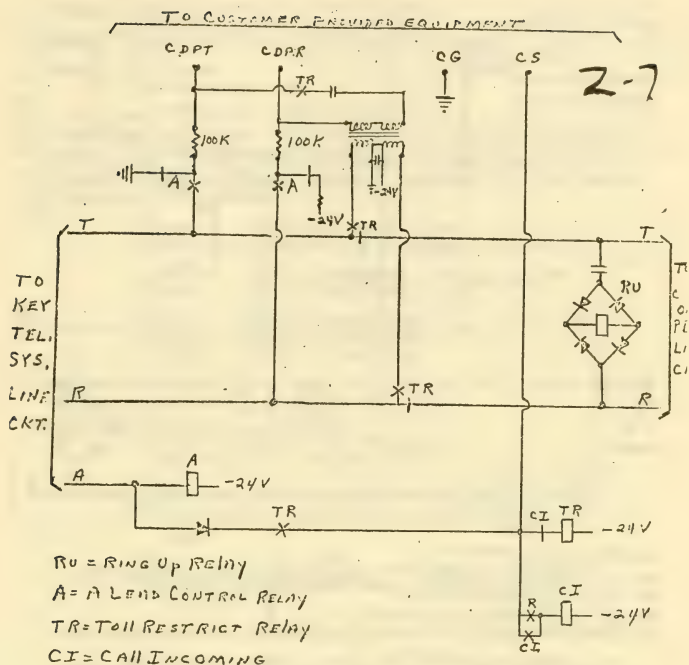 TO CUSTOMER PROVIDED EQUIPMENT
CDPT CDPR CG CS
Z-7
TR
100K 100K
A A
-24V -24V
TR
T T
RU
TO
KEY
TEL.
SYS.
LINE
CKT.
TR
R R
A
A -24V
TR
CI TR -24V
R CI -24V
CI
RU = RING UP RELAY
A = A LEAD CONTROL RELAY
TR = TOLL RESTRICT RELAY
CI = CALL INCOMING